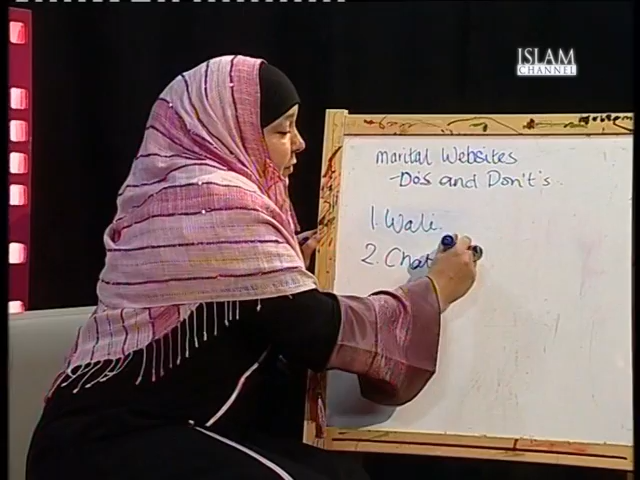 ISLAM
CHANNEL
Marital Websites
Dos and Don't's
1. Wali.
2. Chat